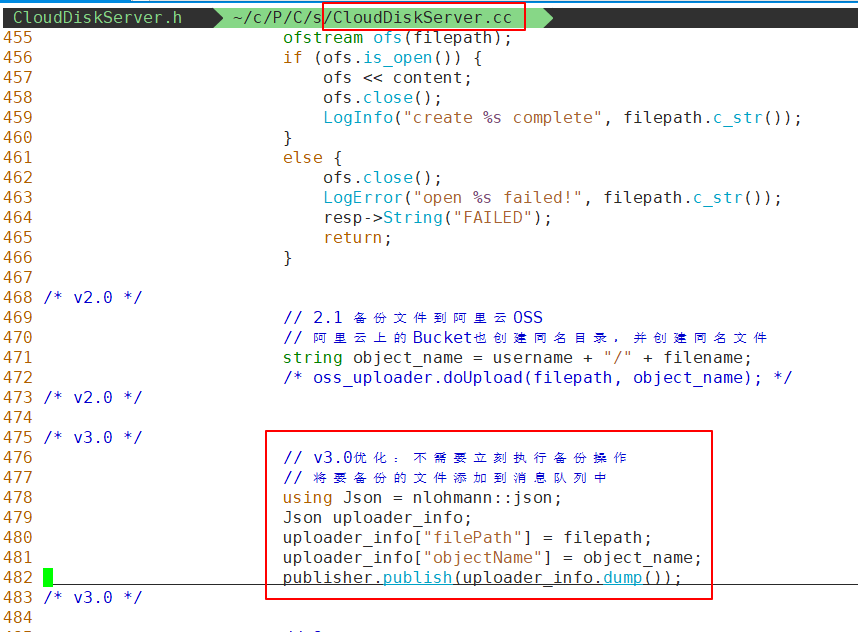 CloudDiskServer.h ~/c/P/C/s/CloudDiskServer.cc
455 ofstream ofs(filepath);
456 if (ofs.is_open()) {
457 ofs << content;
458 ofs.close();
459 LogInfo("create %s complete", filepath.c_str());
460 }
461 else {
462 ofs.close();
463 LogError("open %s failed!", filepath.c_str());
464 resp->String("FAILED");
465 return;
466 }
467
468 /* v2.0 */
469 // 2.1 备份文件到阿里云OSS
470 // 阿里云上的Bucket也创建同名目录，并创建同名文件
471 string object_name = username + "/" + filename;
472 /* oss_uploader.doUpload(filepath, object_name); */
473 /* v2.0 */
474
475 /* v3.0 */
476 // v3.0优化：不需要立刻执行备份操作
477 // 将要备份的文件添加到消息队列中
478 using Json = nlohmann::json;
479 Json uploader_info;
480 uploader_info["filePath"] = filepath;
481 uploader_info["objectName"] = object_name;
482 publisher.publish(uploader_info.dump());
483 /* v3.0 */
484